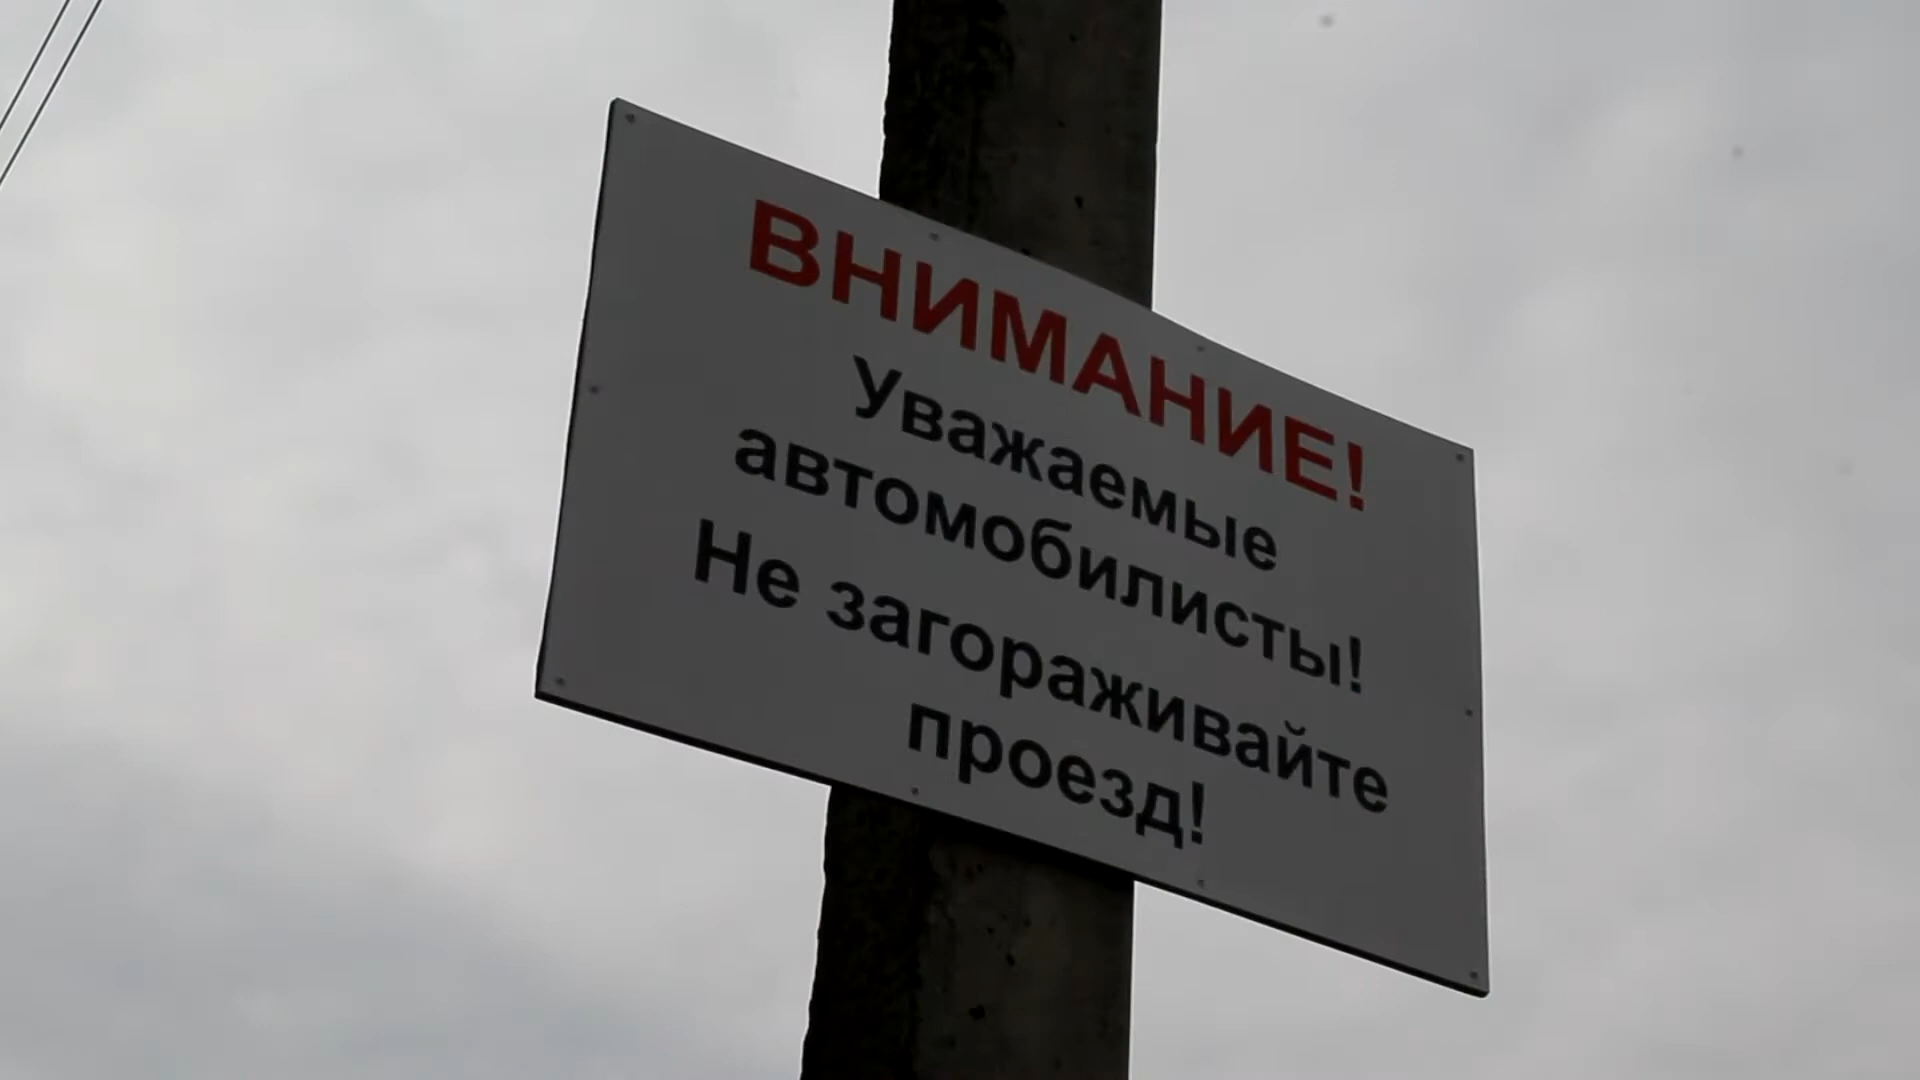 ВНИМАНИЕ!
Уважаемые
автомобилисты!
Не загораживайте
проезд!